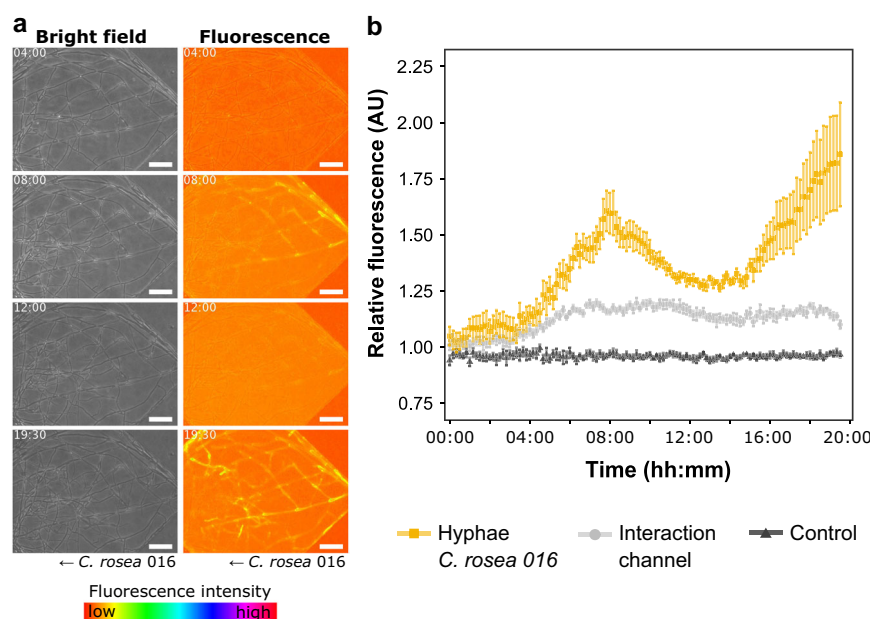 a
Bright field
Fluorescence
04:00
04:00
08:00
08:00
12:00
12:00
19:30
19:30
← C. rosea 016
← C. rosea 016
Fluorescence intensity
low
high
b
Relative fluorescence (AU)
2.25
2.00
1.75
1.50
1.25
1.00
0.75
00:00
04:00
08:00
12:00
16:00
20:00
Time (hh:mm)
Hyphae
C. rosea 016
Interaction
channel
Control